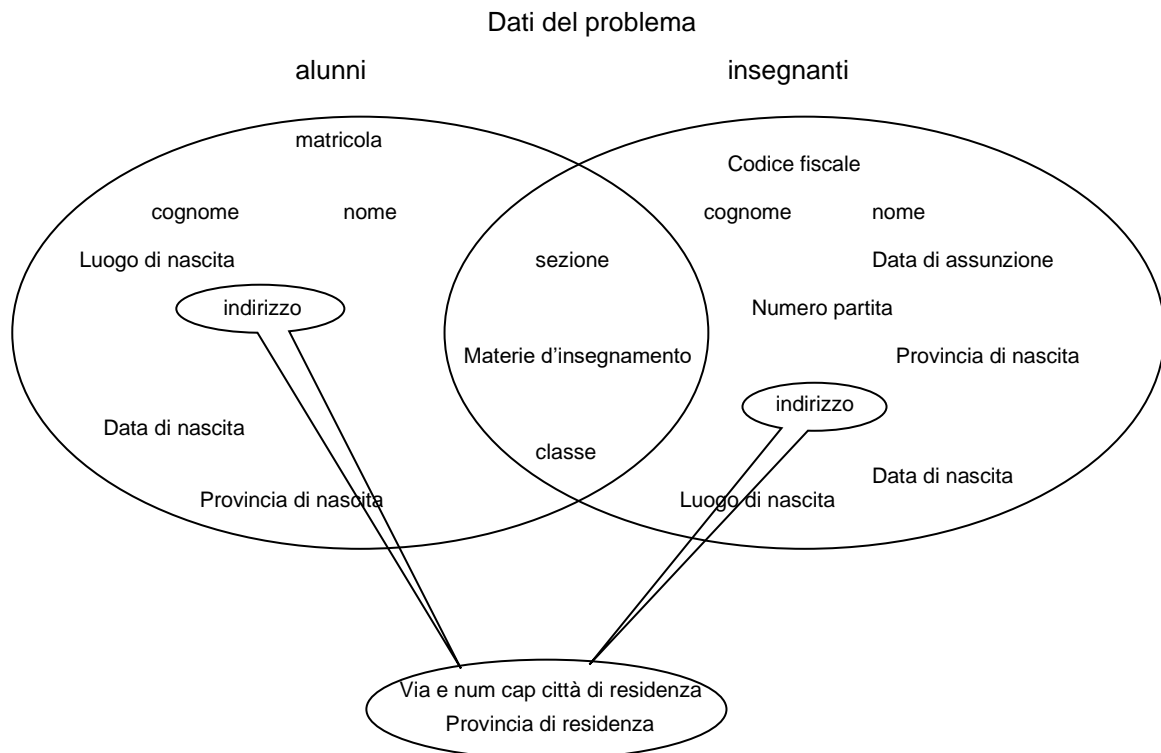 Dati del problema
alunni
insegnanti
matricola
Codice fiscale
cognome
nome
cognome
nome
Luogo di nascita
sezione
Data di assunzione
indirizzo
Numero partita
Materie d’insegnamento
Provincia di nascita
indirizzo
Data di nascita
classe
Data di nascita
Provincia di nascita
Luogo di nascita
Via e num cap città di residenza
Provincia di residenza